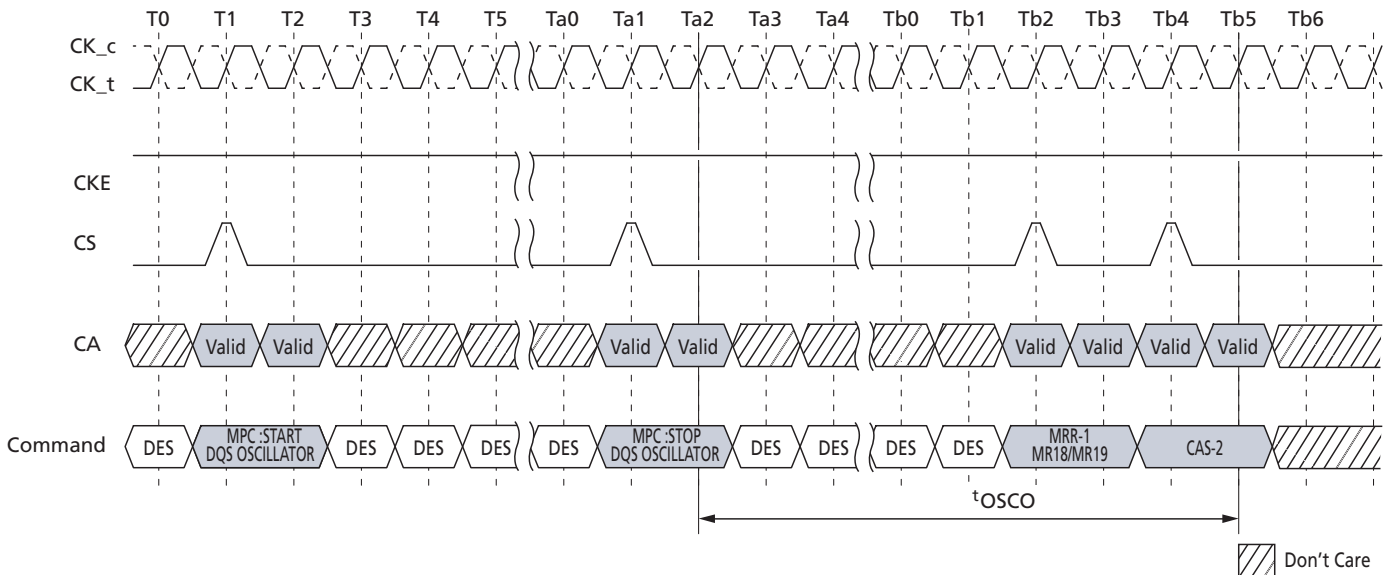 T0 T1 T2 T3 T4 T5 Ta0 Ta1 Ta2 Ta3 Ta4 Tb0 Tb1 Tb2 Tb3 Tb4 Tb5 Tb6
CK_c
CK_t
CKE
CS
CA Valid Valid Valid Valid Valid Valid Valid Valid
Command DES MPC :START DES DES DES DES MPC :STOP DES DES DES DES MRR-1 CAS-2
DQS OSCILLATOR DQS OSCILLATOR MR18/MR19
tOSCO
Don't Care